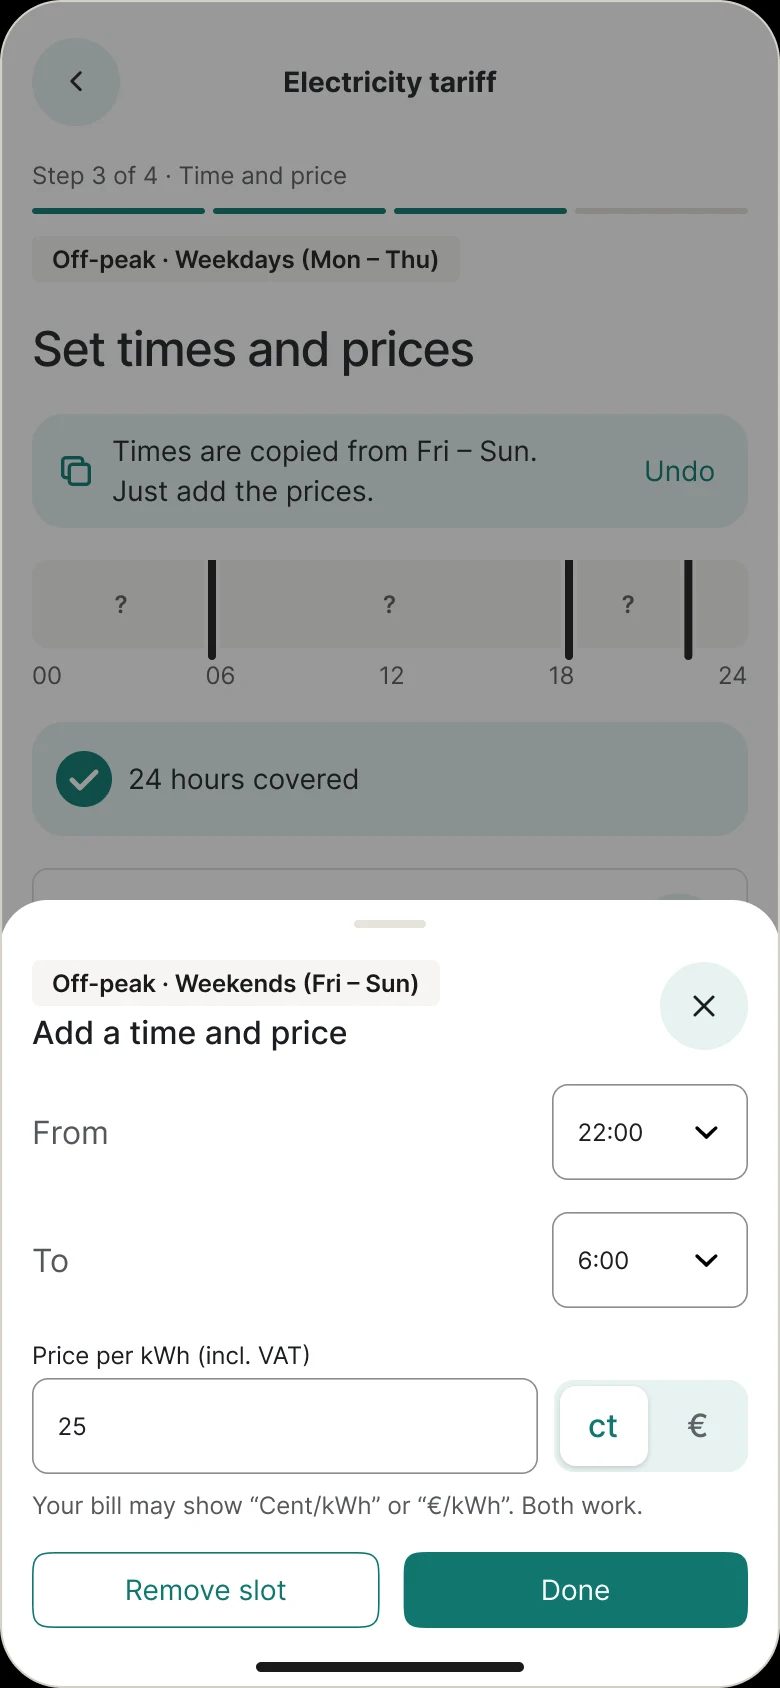 Electricity tariff
Step 3 of 4 · Time and price
Off-peak · Weekdays (Mon – Thu)
Set times and prices
Times are copied from Fri – Sun.
Just add the prices.
Undo
? ? ?
00 06 12 18 24
24 hours covered
Off-peak · Weekends (Fri – Sun)
Add a time and price
From
22:00
To
6:00
Price per kWh (incl. VAT)
25
ct €
Your bill may show “Cent/kWh” or “€/kWh”. Both work.
Remove slot
Done